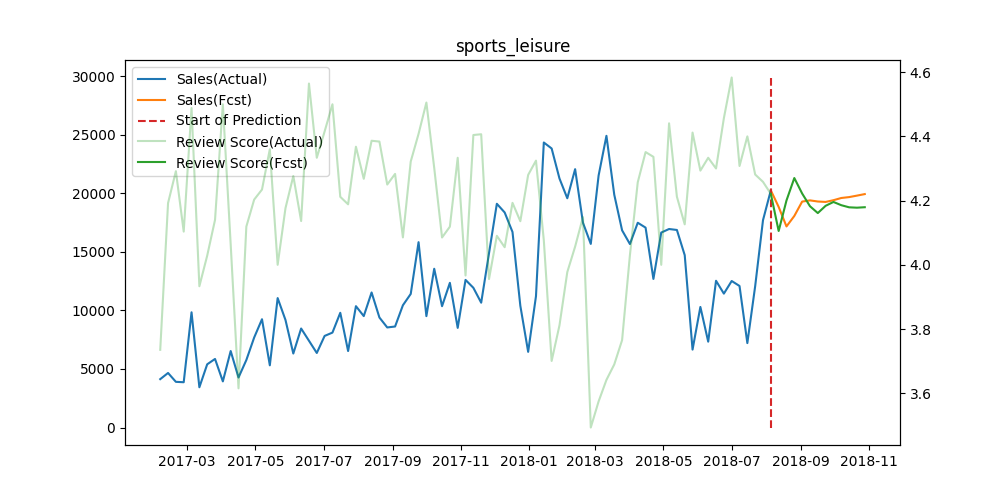 sports_leisure
30000
25000
20000
15000
10000
5000
0
4.6
4.4
4.2
4.0
3.8
3.6
Sales(Actual)
Sales(Fcst)
Start of Prediction
Review Score(Actual)
Review Score(Fcst)
2017-03 2017-05 2017-07 2017-09 2017-11 2018-01 2018-03 2018-05 2018-07 2018-09 2018-11